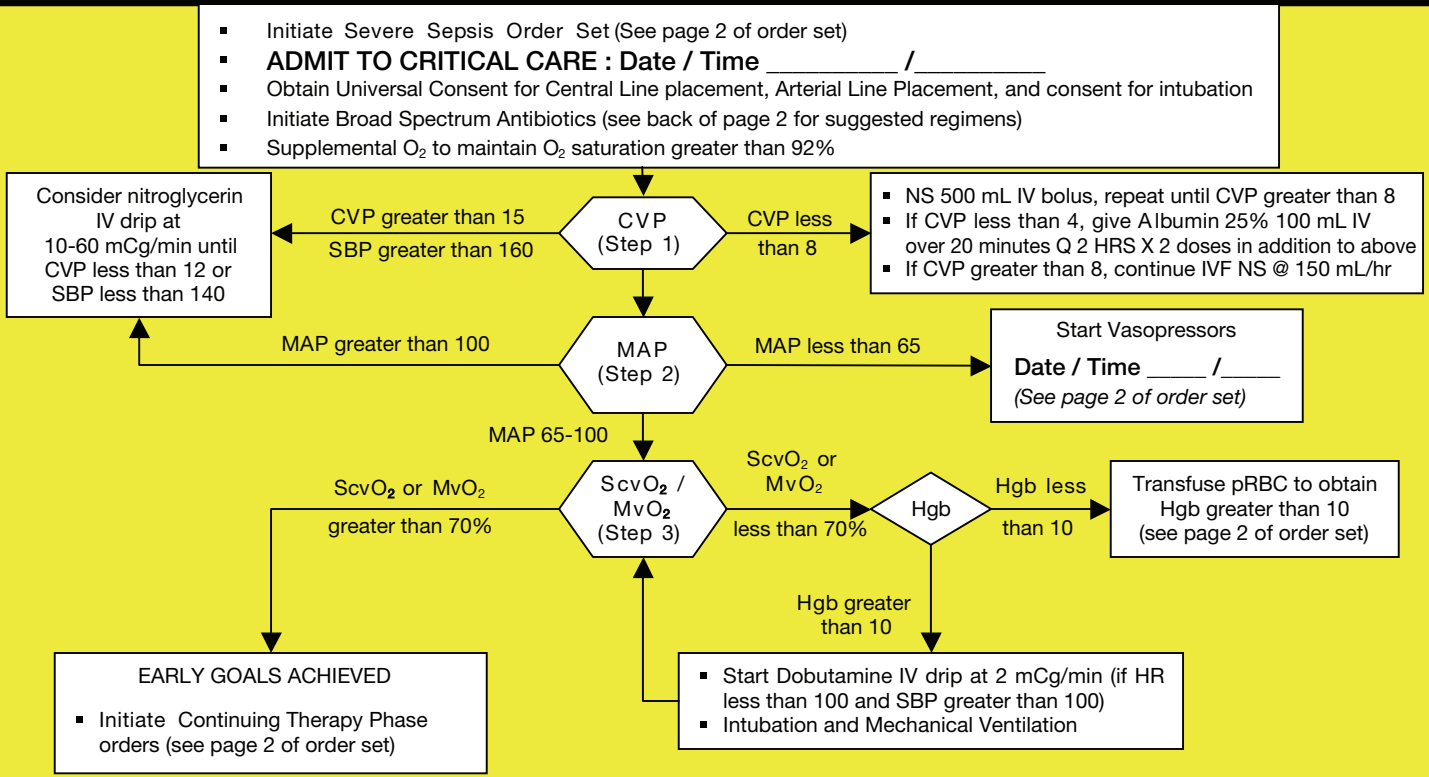 ▪ Initiate Severe Sepsis Order Set (See page 2 of order set)
▪ ADMIT TO CRITICAL CARE : Date / Time __________ /__________
▪ Obtain Universal Consent for Central Line placement, Arterial Line Placement, and consent for intubation
▪ Initiate Broad Spectrum Antibiotics (see back of page 2 for suggested regimens)
▪ Supplemental O₂ to maintain O₂ saturation greater than 92%
Consider nitroglycerin
IV drip at
10-60 mCg/min until
CVP less than 12 or
SBP less than 140
CVP greater than 15
SBP greater than 160
CVP
(Step 1)
CVP less
than 8
▪ NS 500 mL IV bolus, repeat until CVP greater than 8
▪ If CVP less than 4, give Albumin 25% 100 mL IV
over 20 minutes Q 2 HRS X 2 doses in addition to above
▪ If CVP greater than 8, continue IVF NS @ 150 mL/hr
MAP greater than 100
MAP
(Step 2)
MAP less than 65
Start Vasopressors
Date / Time _____ /_____
(See page 2 of order set)
MAP 65-100
ScvO₂ or MvO₂
greater than 70%
ScvO₂ /
MvO₂
(Step 3)
ScvO₂ or
MvO₂
less than 70%
Hgb
Hgb less
than 10
Transfuse pRBC to obtain
Hgb greater than 10
(see page 2 of order set)
Hgb greater
than 10
EARLY GOALS ACHIEVED
▪ Initiate Continuing Therapy Phase
orders (see page 2 of order set)
▪ Start Dobutamine IV drip at 2 mCg/min (if HR
less than 100 and SBP greater than 100)
▪ Intubation and Mechanical Ventilation